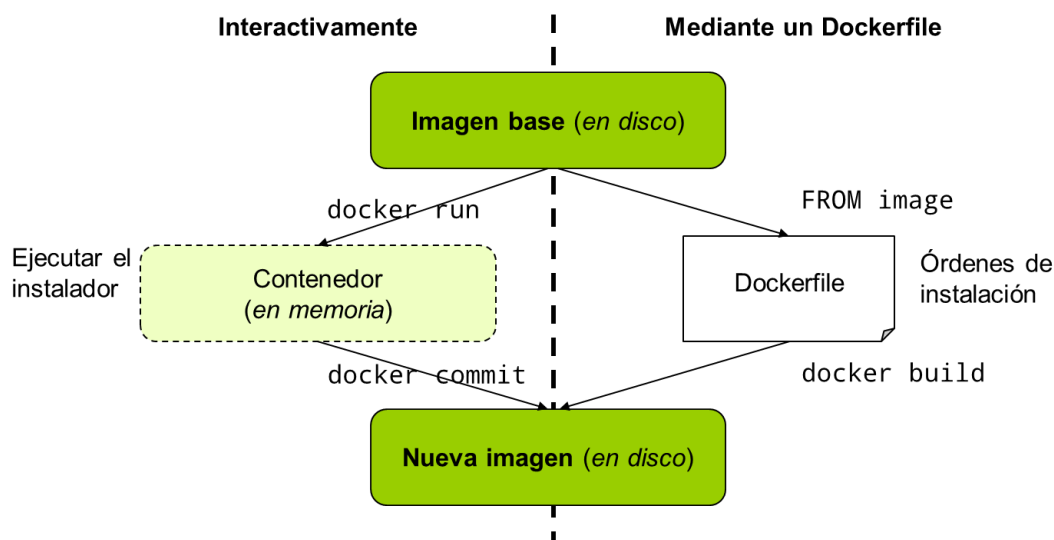 Interactivamente
Mediante un Dockerfile
Imagen base (en disco)
docker run
FROM image
Ejecutar el
instalador
Contenedor
(en memoria)
Dockerfile
Órdenes de
instalación
docker commit
docker build
Nueva imagen (en disco)